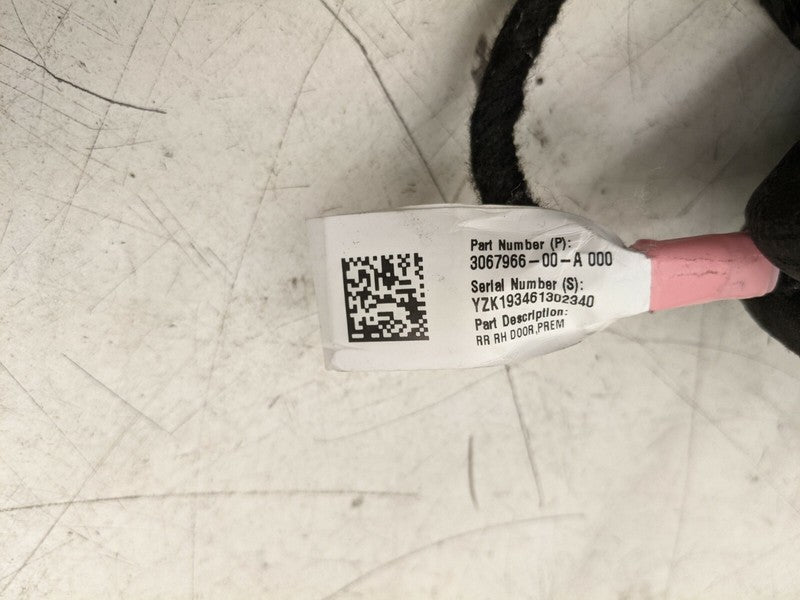 Part Number (P):
3067966-00-A 000
Serial Number (S):
YZK193461302340
Part Description:
RR RH DOOR,PREM